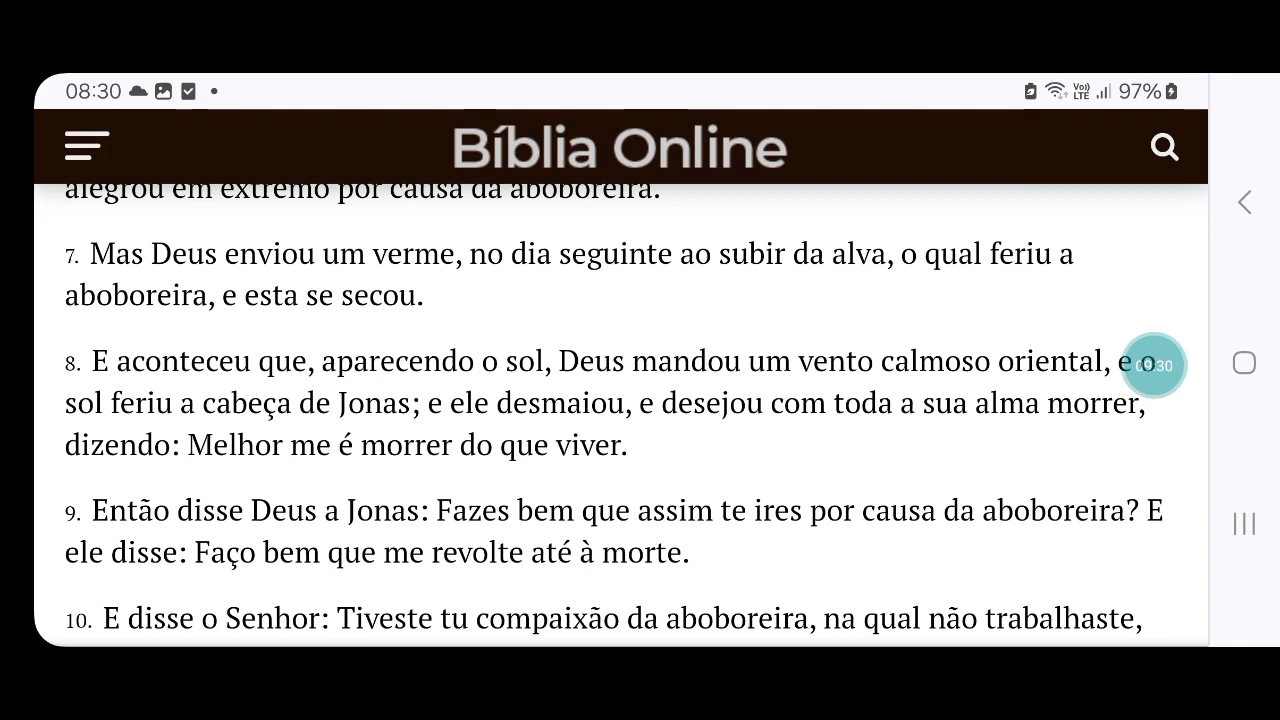 08:30
Vo)) LTE 97%
Bíblia Online
alegrou em extremo por causa da aboboreira.
7. Mas Deus enviou um verme, no dia seguinte ao subir da alva, o qual feriu a
aboboreira, e esta se secou.
8. E aconteceu que, aparecendo o sol, Deus mandou um vento calmoso oriental, e o
09:30
sol feriu a cabeça de Jonas; e ele desmaiou, e desejou com toda a sua alma morrer,
dizendo: Melhor me é morrer do que viver.
9. Então disse Deus a Jonas: Fazes bem que assim te ires por causa da aboboreira? E
ele disse: Faço bem que me revolte até à morte.
10. E disse o Senhor: Tiveste tu compaixão da aboboreira, na qual não trabalhaste,